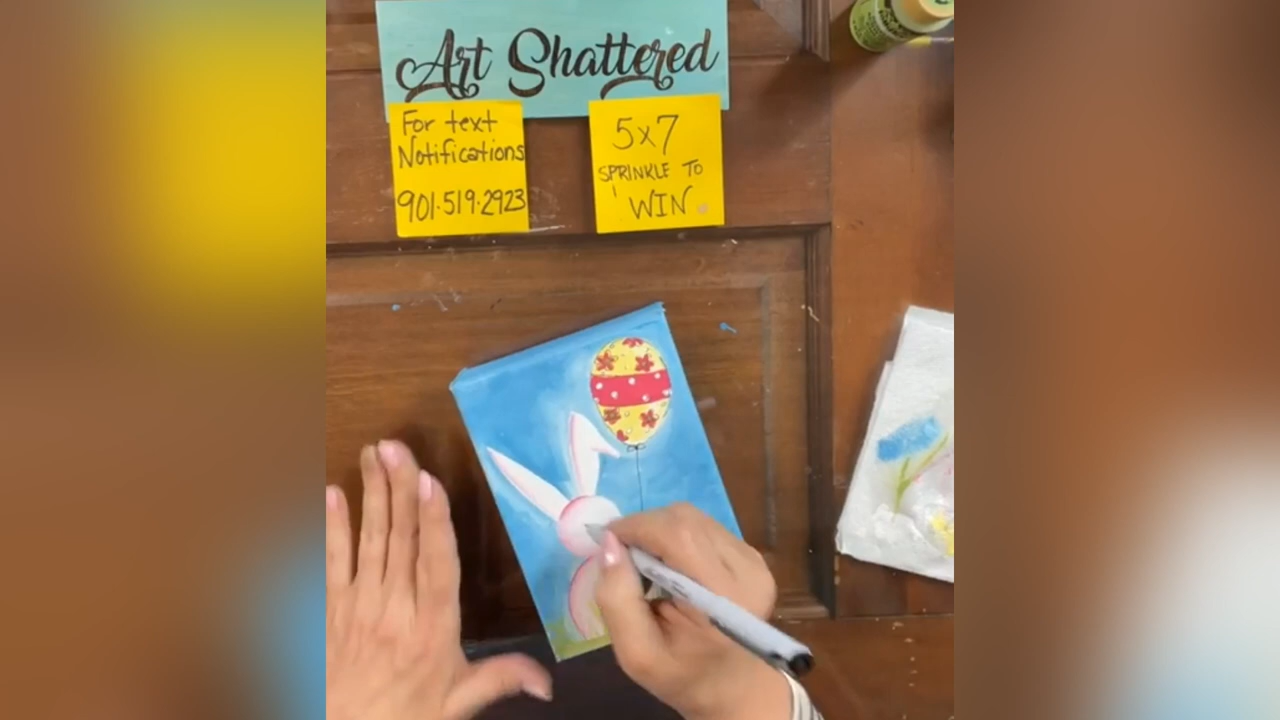 Art Shattered
For text
Notifications
901.519.2923
5x7
SPRINKLE TO
WIN